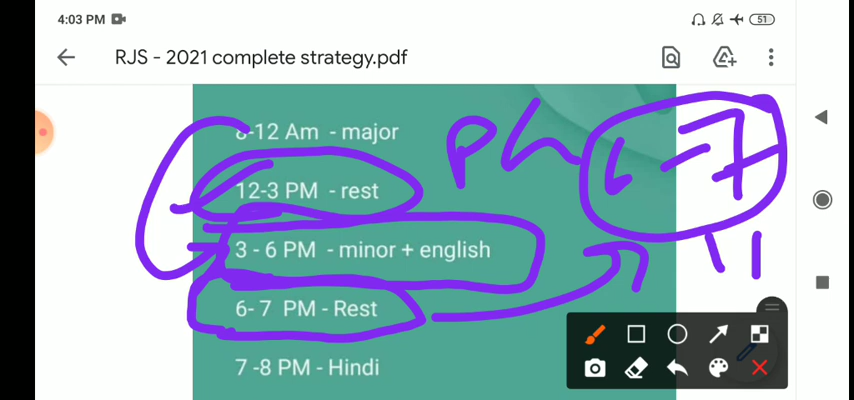 4:03 PM 51
RJS - 2021 complete strategy.pdf
8-12 Am - major
12-3 PM - rest
3 - 6 PM - minor + english
6- 7 PM - Rest
7 -8 PM - Hindi